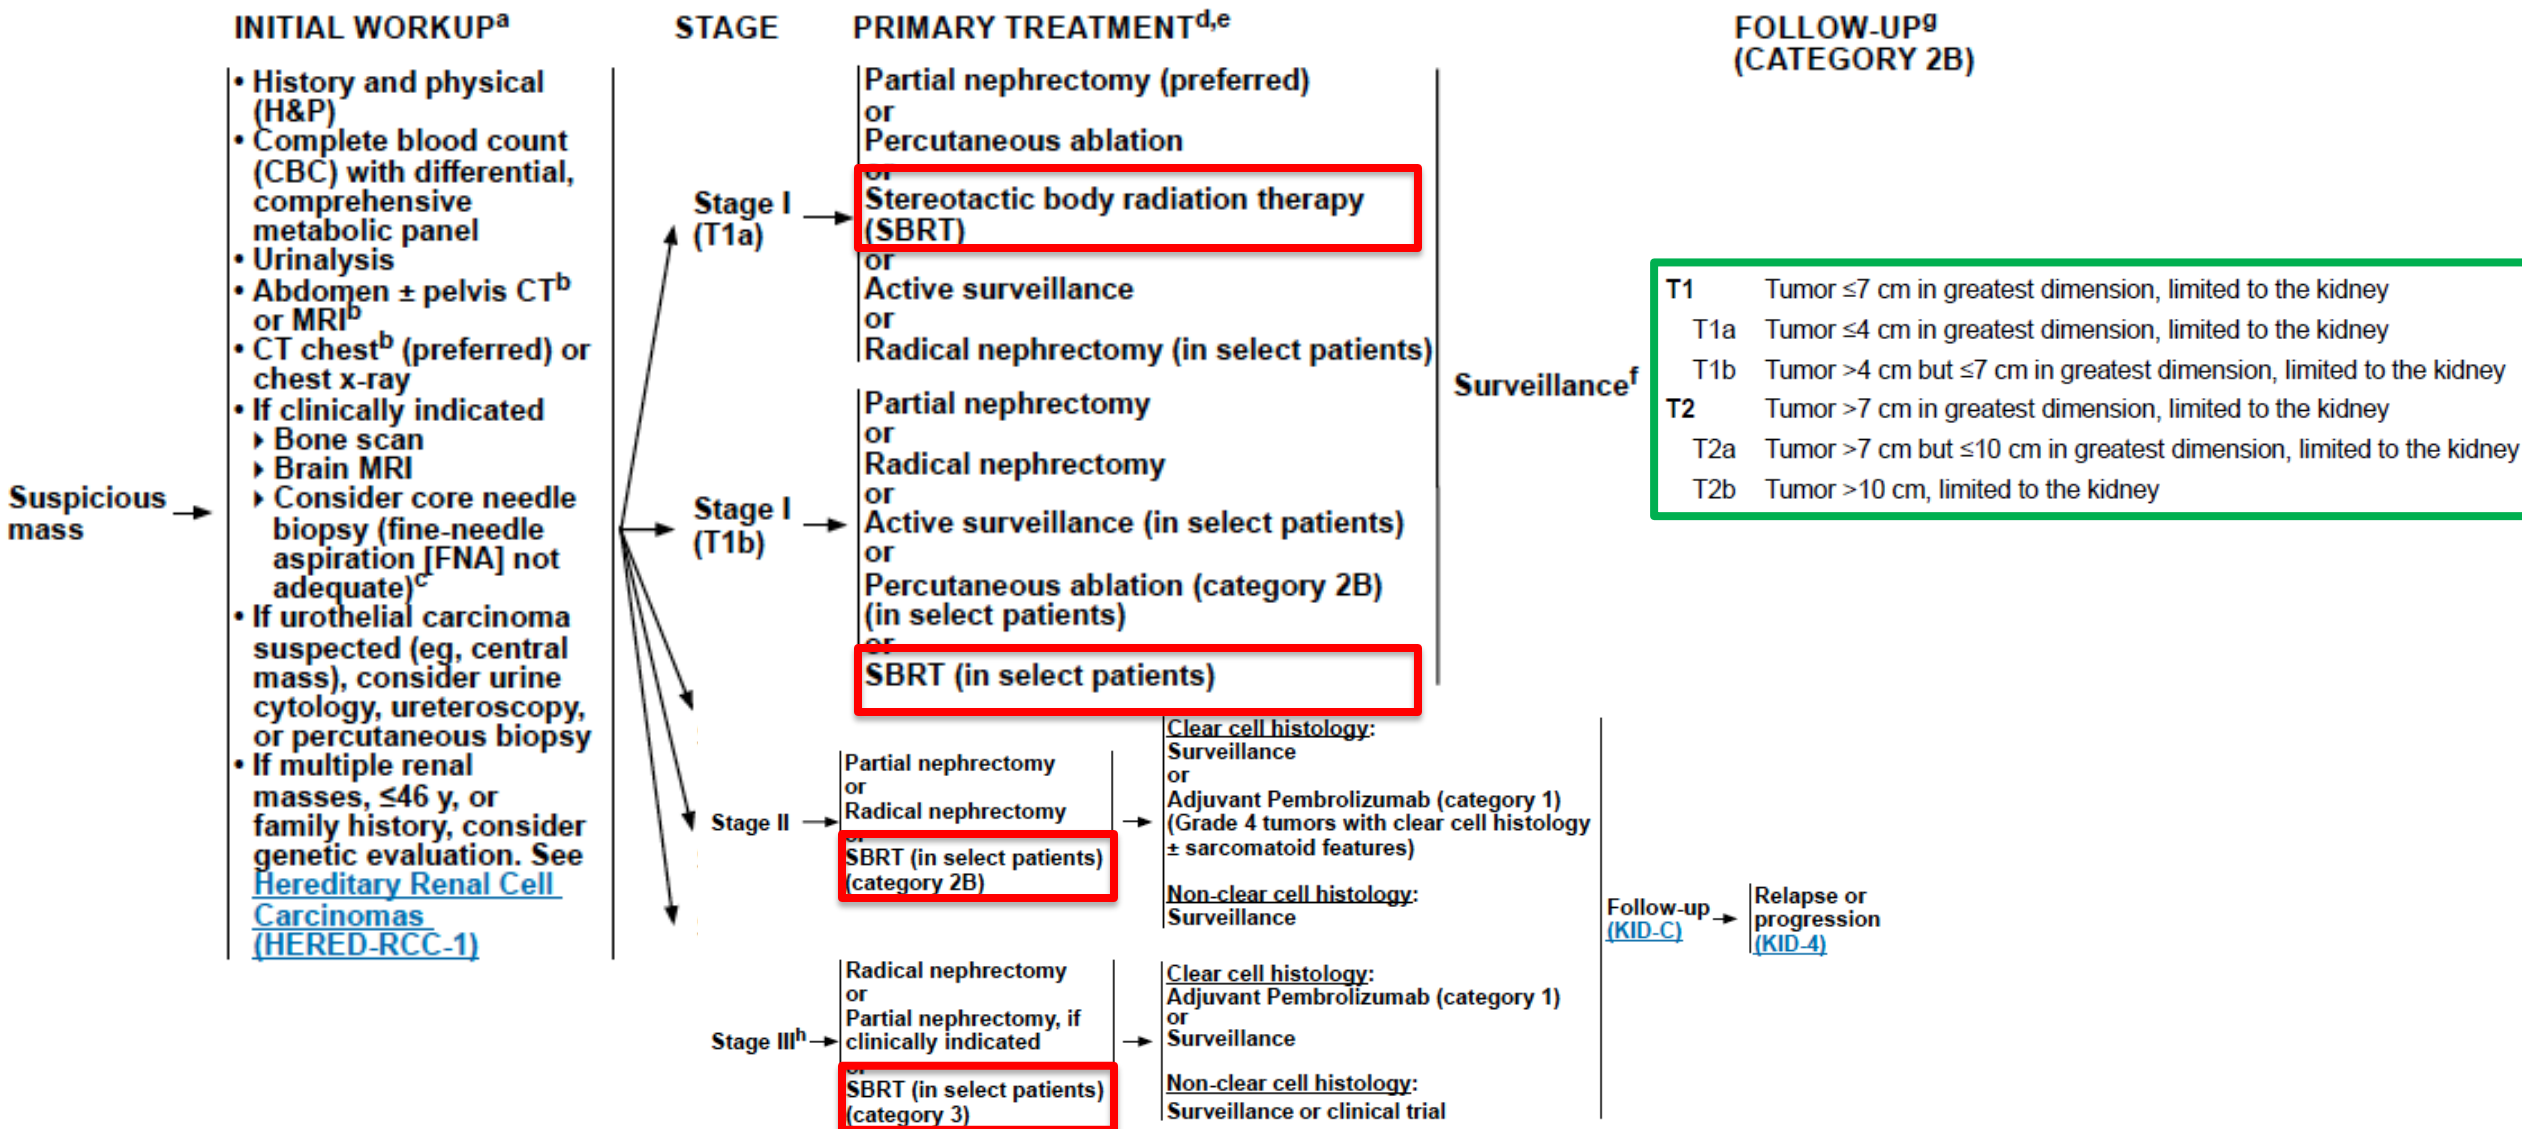 INITIAL WORKUPa
STAGE
PRIMARY TREATMENTd,e
FOLLOW-UPg
(CATEGORY 2B)
Suspicious
mass
• History and physical
(H&P)
• Complete blood count
(CBC) with differential,
comprehensive
metabolic panel
• Urinalysis
• Abdomen ± pelvis CTb
or MRIb
• CT chestb (preferred) or
chest x-ray
• If clinically indicated
Bone scan
Brain MRI
Consider core needle
biopsy (fine-needle
aspiration [FNA] not
adequate)c
• If urothelial carcinoma
suspected (eg, central
mass), consider urine
cytology, ureteroscopy,
or percutaneous biopsy
• If multiple renal
masses, ≤46 y, or
family history, consider
genetic evaluation. See
Hereditary Renal Cell
Carcinomas
(HERED-RCC-1)
Stage I
(T1a)
Partial nephrectomy (preferred)
or
Percutaneous ablation
or
Stereotactic body radiation therapy
(SBRT)
or
Active surveillance
or
Radical nephrectomy (in select patients)
Stage I
(T1b)
Partial nephrectomy
or
Radical nephrectomy
or
Active surveillance (in select patients)
or
Percutaneous ablation (category 2B)
(in select patients)
or
SBRT (in select patients)
Surveillancef
T1 Tumor ≤7 cm in greatest dimension, limited to the kidney
T1a Tumor ≤4 cm in greatest dimension, limited to the kidney
T1b Tumor >4 cm but ≤7 cm in greatest dimension, limited to the kidney
T2 Tumor >7 cm in greatest dimension, limited to the kidney
T2a Tumor >7 cm but ≤10 cm in greatest dimension, limited to the kidney
T2b Tumor >10 cm, limited to the kidney
Stage II
Partial nephrectomy
or
Radical nephrectomy
or
SBRT (in select patients)
(category 2B)
Clear cell histology:
Surveillance
or
Adjuvant Pembrolizumab (category 1)
(Grade 4 tumors with clear cell histology
± sarcomatoid features)
Non-clear cell histology:
Surveillance
Stage IIIh
Radical nephrectomy
or
Partial nephrectomy, if
clinically indicated
or
SBRT (in select patients)
(category 3)
Clear cell histology:
Adjuvant Pembrolizumab (category 1)
or
Surveillance
Non-clear cell histology:
Surveillance or clinical trial
Follow-up
(KID-C)
Relapse or
progression
(KID-4)